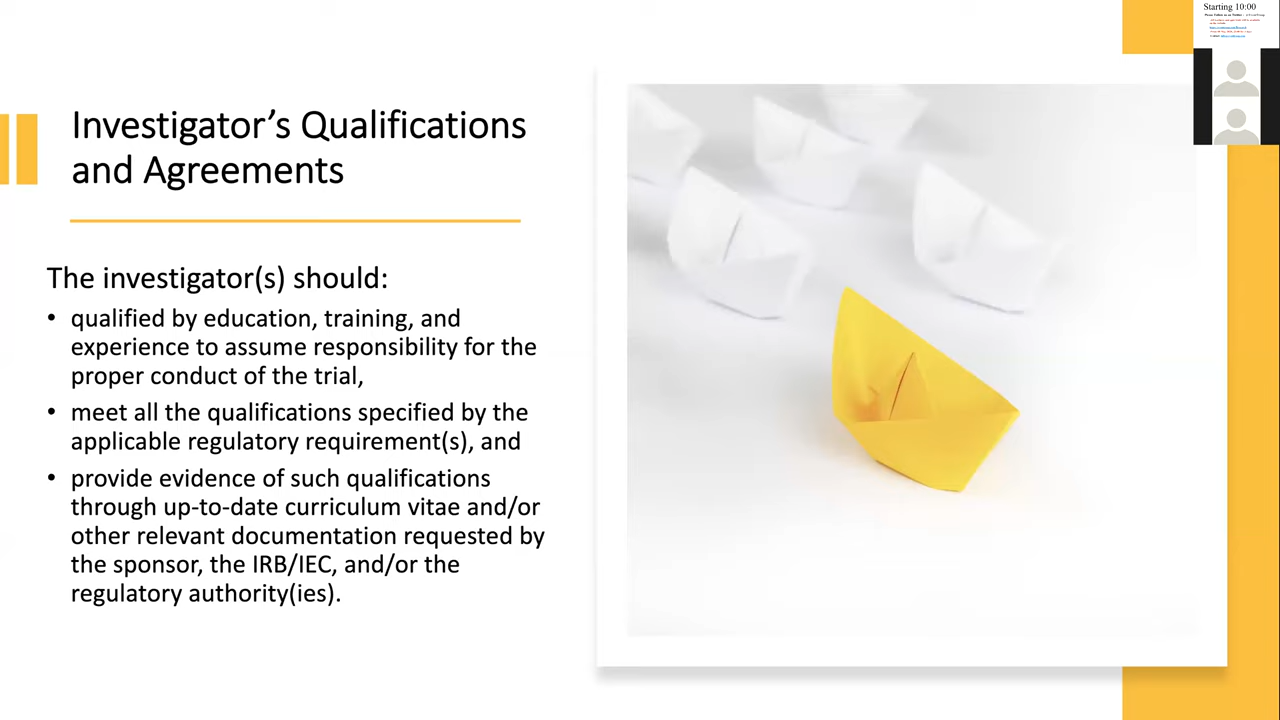 Starting 10:00
Investigator’s Qualifications
and Agreements
The investigator(s) should:
• qualified by education, training, and
experience to assume responsibility for the
proper conduct of the trial,
• meet all the qualifications specified by the
applicable regulatory requirement(s), and
• provide evidence of such qualifications
through up-to-date curriculum vitae and/or
other relevant documentation requested by
the sponsor, the IRB/IEC, and/or the
regulatory authority(ies).